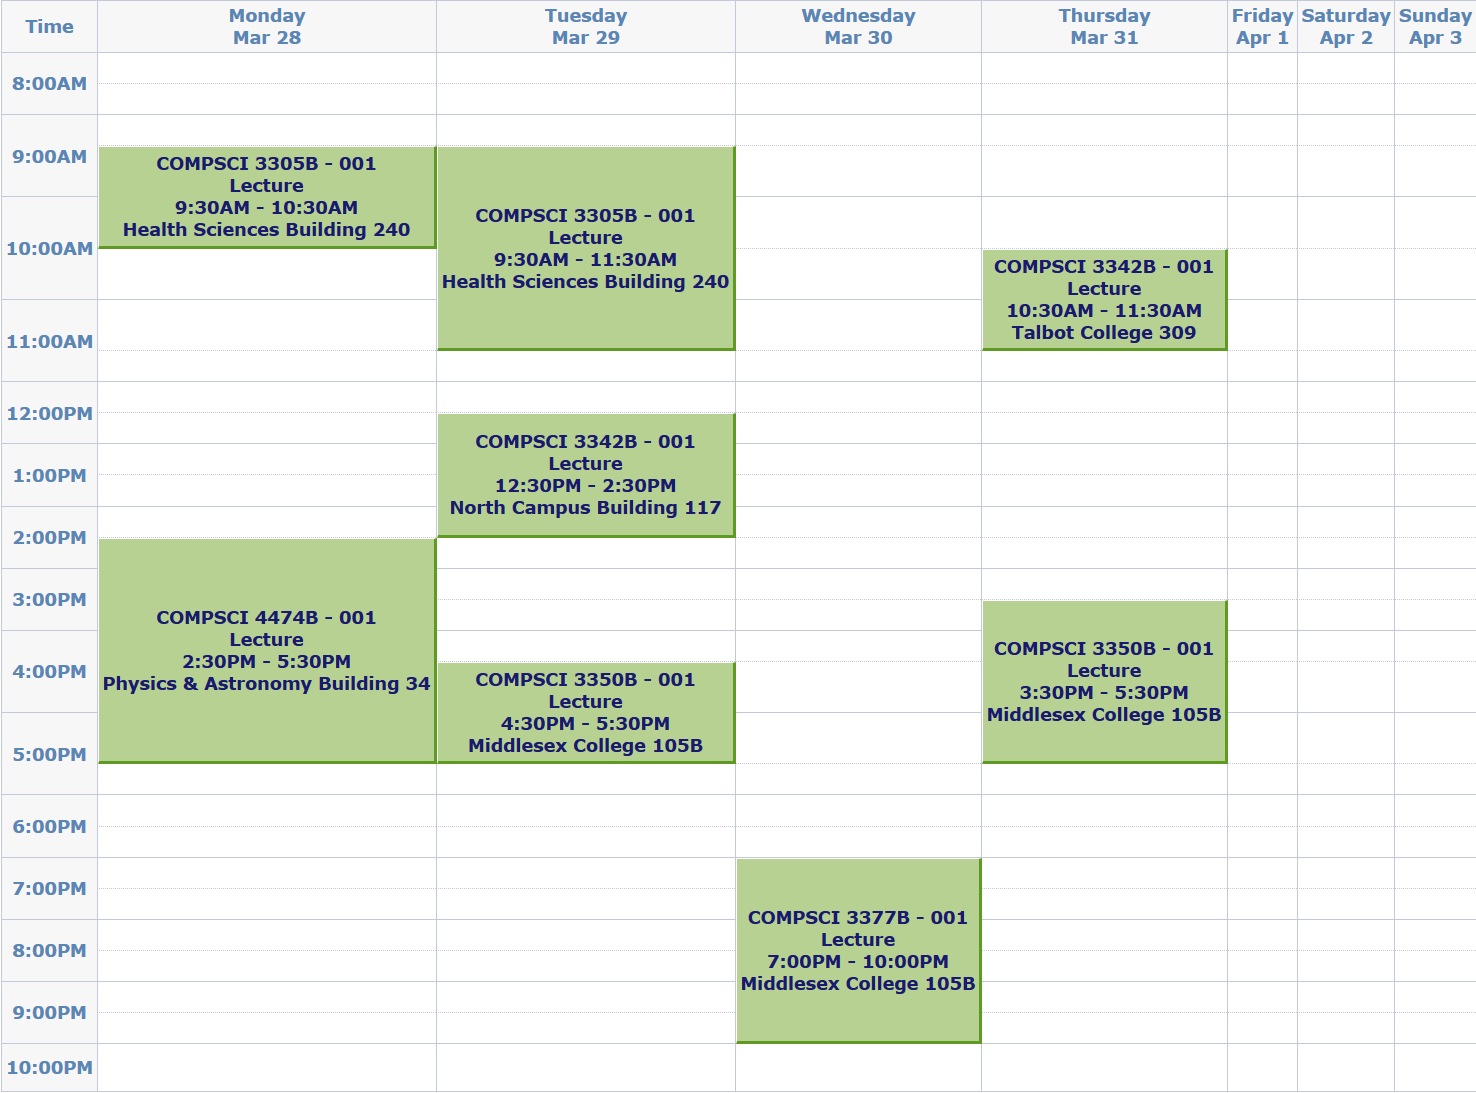 Time
Monday
Mar 28
Tuesday
Mar 29
Wednesday
Mar 30
Thursday
Mar 31
Friday
Apr 1
Saturday
Apr 2
Sunday
Apr 3
8:00AM
9:00AM
COMPSCI 3305B - 001
Lecture
9:30AM - 10:30AM
Health Sciences Building 240
COMPSCI 3305B - 001
Lecture
9:30AM - 11:30AM
Health Sciences Building 240
10:00AM
COMPSCI 3342B - 001
Lecture
10:30AM - 11:30AM
Talbot College 309
11:00AM
12:00PM
COMPSCI 3342B - 001
Lecture
12:30PM - 2:30PM
North Campus Building 117
1:00PM
2:00PM
COMPSCI 4474B - 001
Lecture
2:30PM - 5:30PM
Physics & Astronomy Building 34
3:00PM
COMPSCI 3350B - 001
Lecture
3:30PM - 5:30PM
Middlesex College 105B
4:00PM
COMPSCI 3350B - 001
Lecture
4:30PM - 5:30PM
Middlesex College 105B
5:00PM
6:00PM
7:00PM
COMPSCI 3377B - 001
Lecture
7:00PM - 10:00PM
Middlesex College 105B
8:00PM
9:00PM
10:00PM